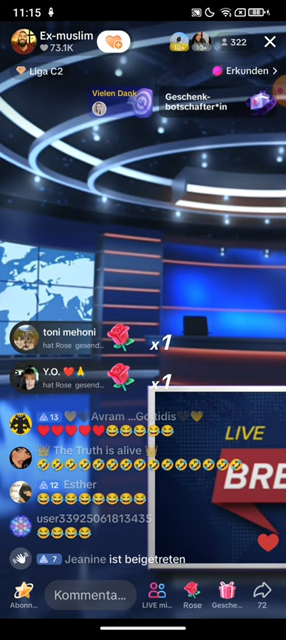 11:15
Ex-muslim
73.1K
10+
10+
322
Liga C2
Erkunden
Vielen Dank
Geschenk-
botschafter*in
toni mehoni
hat Rose gesend...
x1
Y.O. ❤️🙏
hat Rose gesend...
x1
13 Avram ...Go
❤️❤️❤️❤️❤️😂😂😂😂😂
👑 The Truth is alive 👑
🤣🤣🤣🤣🤣🤣🤣🤣🤣🤣🤣🤣🤣🤣🤣
12 Esther
😂😂😂😂😂😂😂😂
user33925061813435
😂😂😂😂
7 Jeanine ist beigetreten
LIVE
BRE
Abonn...
Kommenta...
LIVE mi...
Rose
Gesche...
72